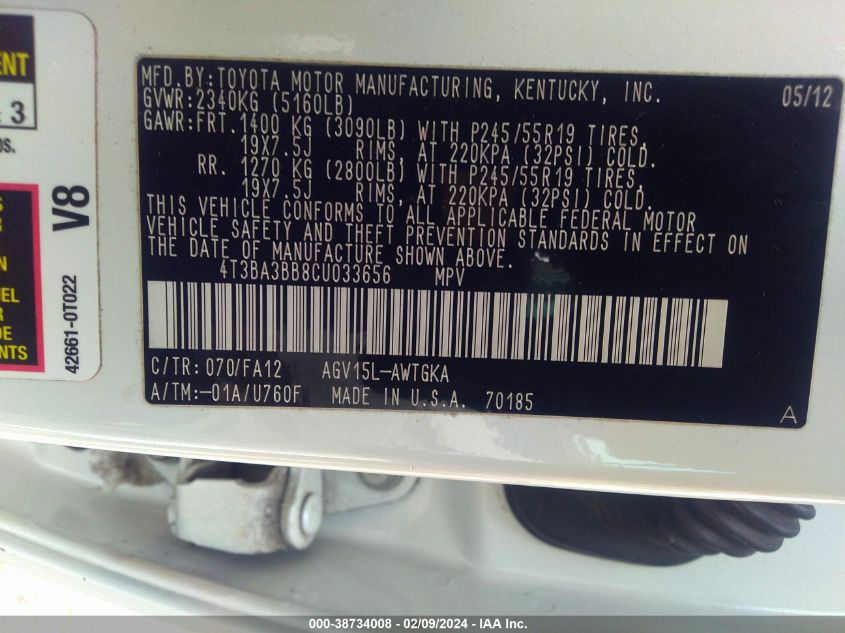 MFD.BY:TOYOTA MOTOR MANUFACTURING, KENTUCKY, INC. 05/12
GVWR:2340KG (5160LB)
GAWR:FRT.1400 KG (3090LB) WITH P245/55R19 TIRES,
19X7.5J RIMS, AT 220KPA (32PSI) COLD.
RR. 1270 KG (2800LB) WITH P245/55R19 TIRES,
19X7.5J RIMS, AT 220KPA (32PSI) COLD.
THIS VEHICLE CONFORMS TO ALL APPLICABLE FEDERAL MOTOR
VEHICLE SAFETY AND THEFT PREVENTION STANDARDS IN EFFECT ON
THE DATE OF MANUFACTURE SHOWN ABOVE.
4T3BA3BB8CU033656 MPV
C/TR: 070/FA12 AGV15L-AWTGKA
A/TM:-01A/U760F MADE IN U.S.A. 70185
A
3
V8
42661-0T022
000-38734008 - 02/09/2024 - IAA Inc.